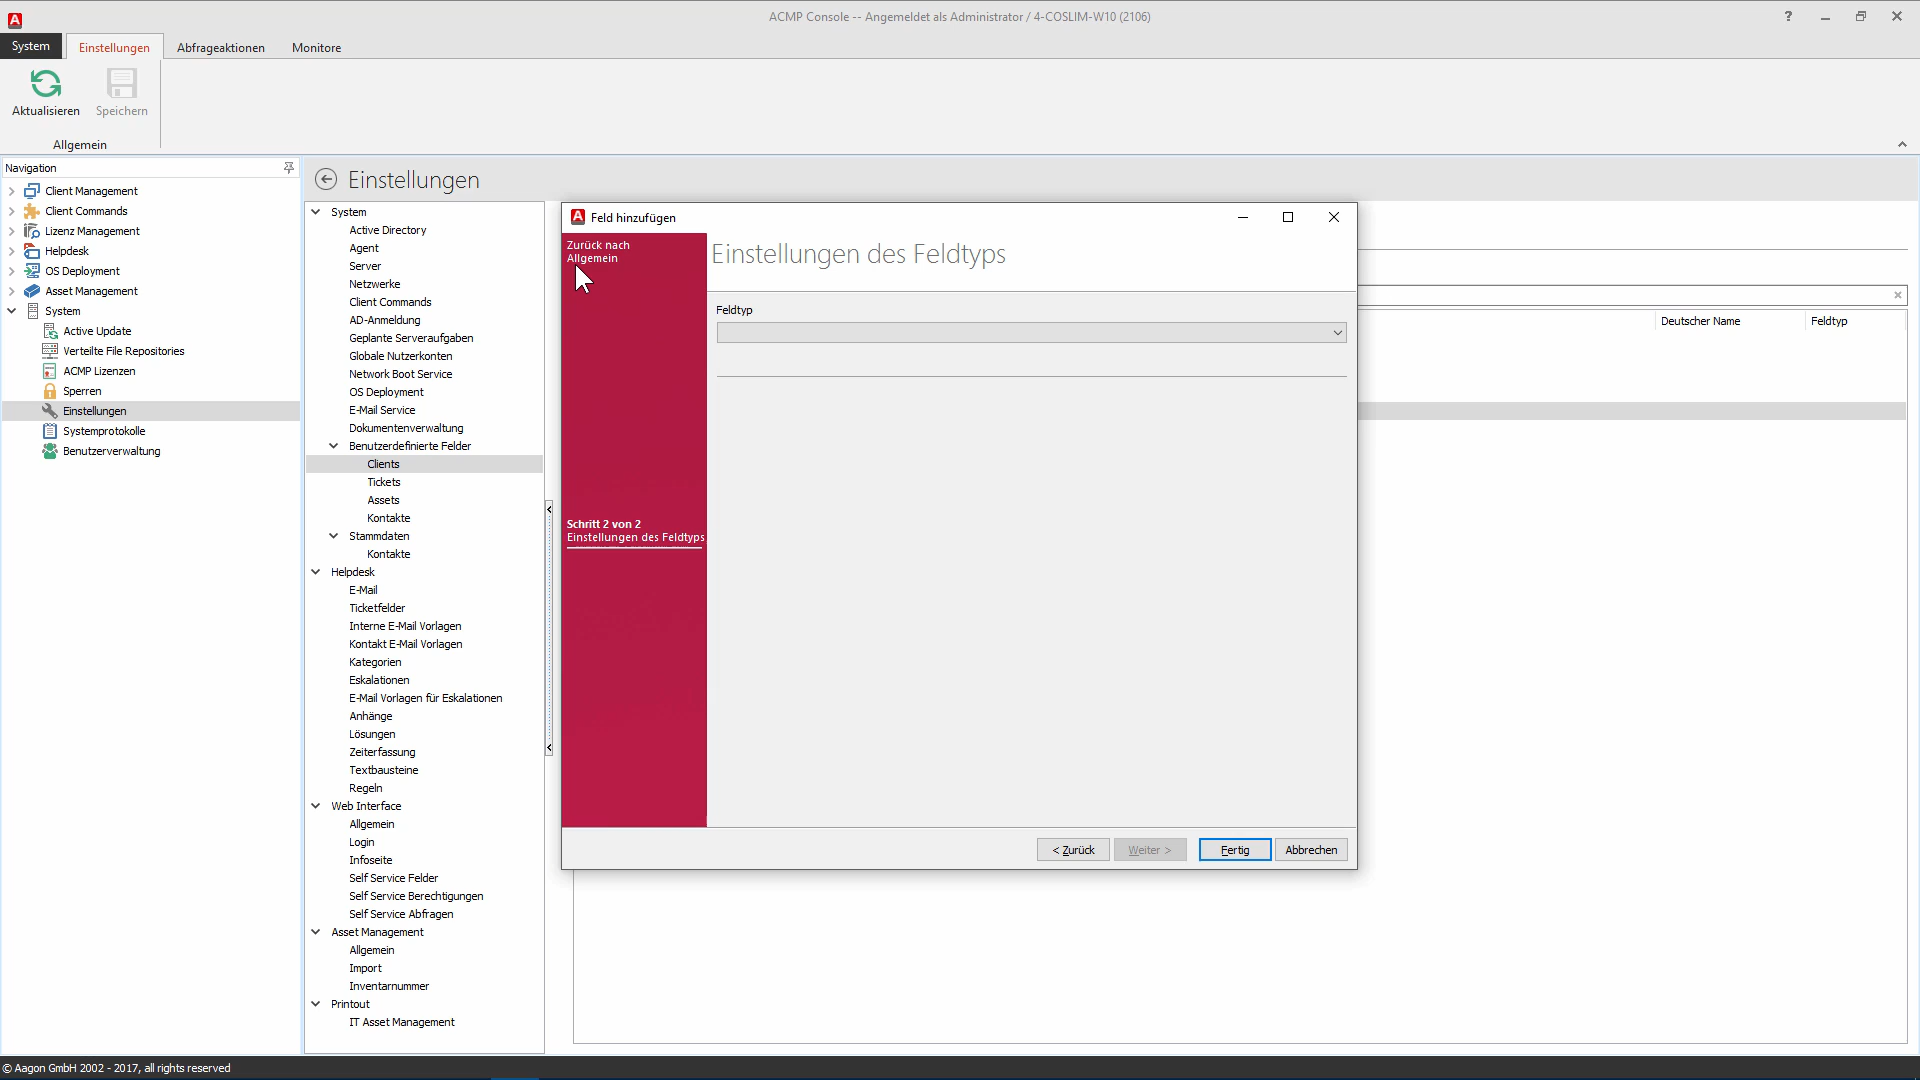 ACMP Console -- Angemeldet als Administrator / 4-COSLIM-W10 (2106)
System
Einstellungen
Abfrageaktionen
Monitore
Aktualisieren
Speichern
Allgemein
Navigation
Client Management
Client Commands
Lizenz Management
Helpdesk
OS Deployment
Asset Management
System
Active Update
Verteilte File Repositories
ACMP Lizenzen
Sperren
Einstellungen
Systemprotokolle
Benutzerverwaltung
Einstellungen
System
Active Directory
Agent
Server
Netzwerke
Client Commands
AD-Anmeldung
Geplante Serveraufgaben
Globale Nutzerkonten
Network Boot Service
OS Deployment
E-Mail Service
Dokumentenverwaltung
Benutzerdefinierte Felder
Clients
Tickets
Assets
Kontakte
Stammdaten
Kontakte
Helpdesk
E-Mail
Ticketfelder
Interne E-Mail Vorlagen
Kontakt E-Mail Vorlagen
Kategorien
Eskalationen
E-Mail Vorlagen für Eskalationen
Anhänge
Lösungen
Zeiterfassung
Textbausteine
Regeln
Web Interface
Allgemein
Login
Infoseite
Self Service Felder
Self Service Berechtigungen
Self Service Abfragen
Asset Management
Allgemein
Import
Inventarnummer
Printout
IT Asset Management
Feld hinzufügen
Zurück nach
Allgemein
Schritt 2 von 2
Einstellungen des Feldtyps
Einstellungen des Feldtyps
Feldtyp
< Zurück
Weiter >
Fertig
Abbrechen
Deutscher Name
Feldtyp
© Aagon GmbH 2002 - 2017, all rights reserved